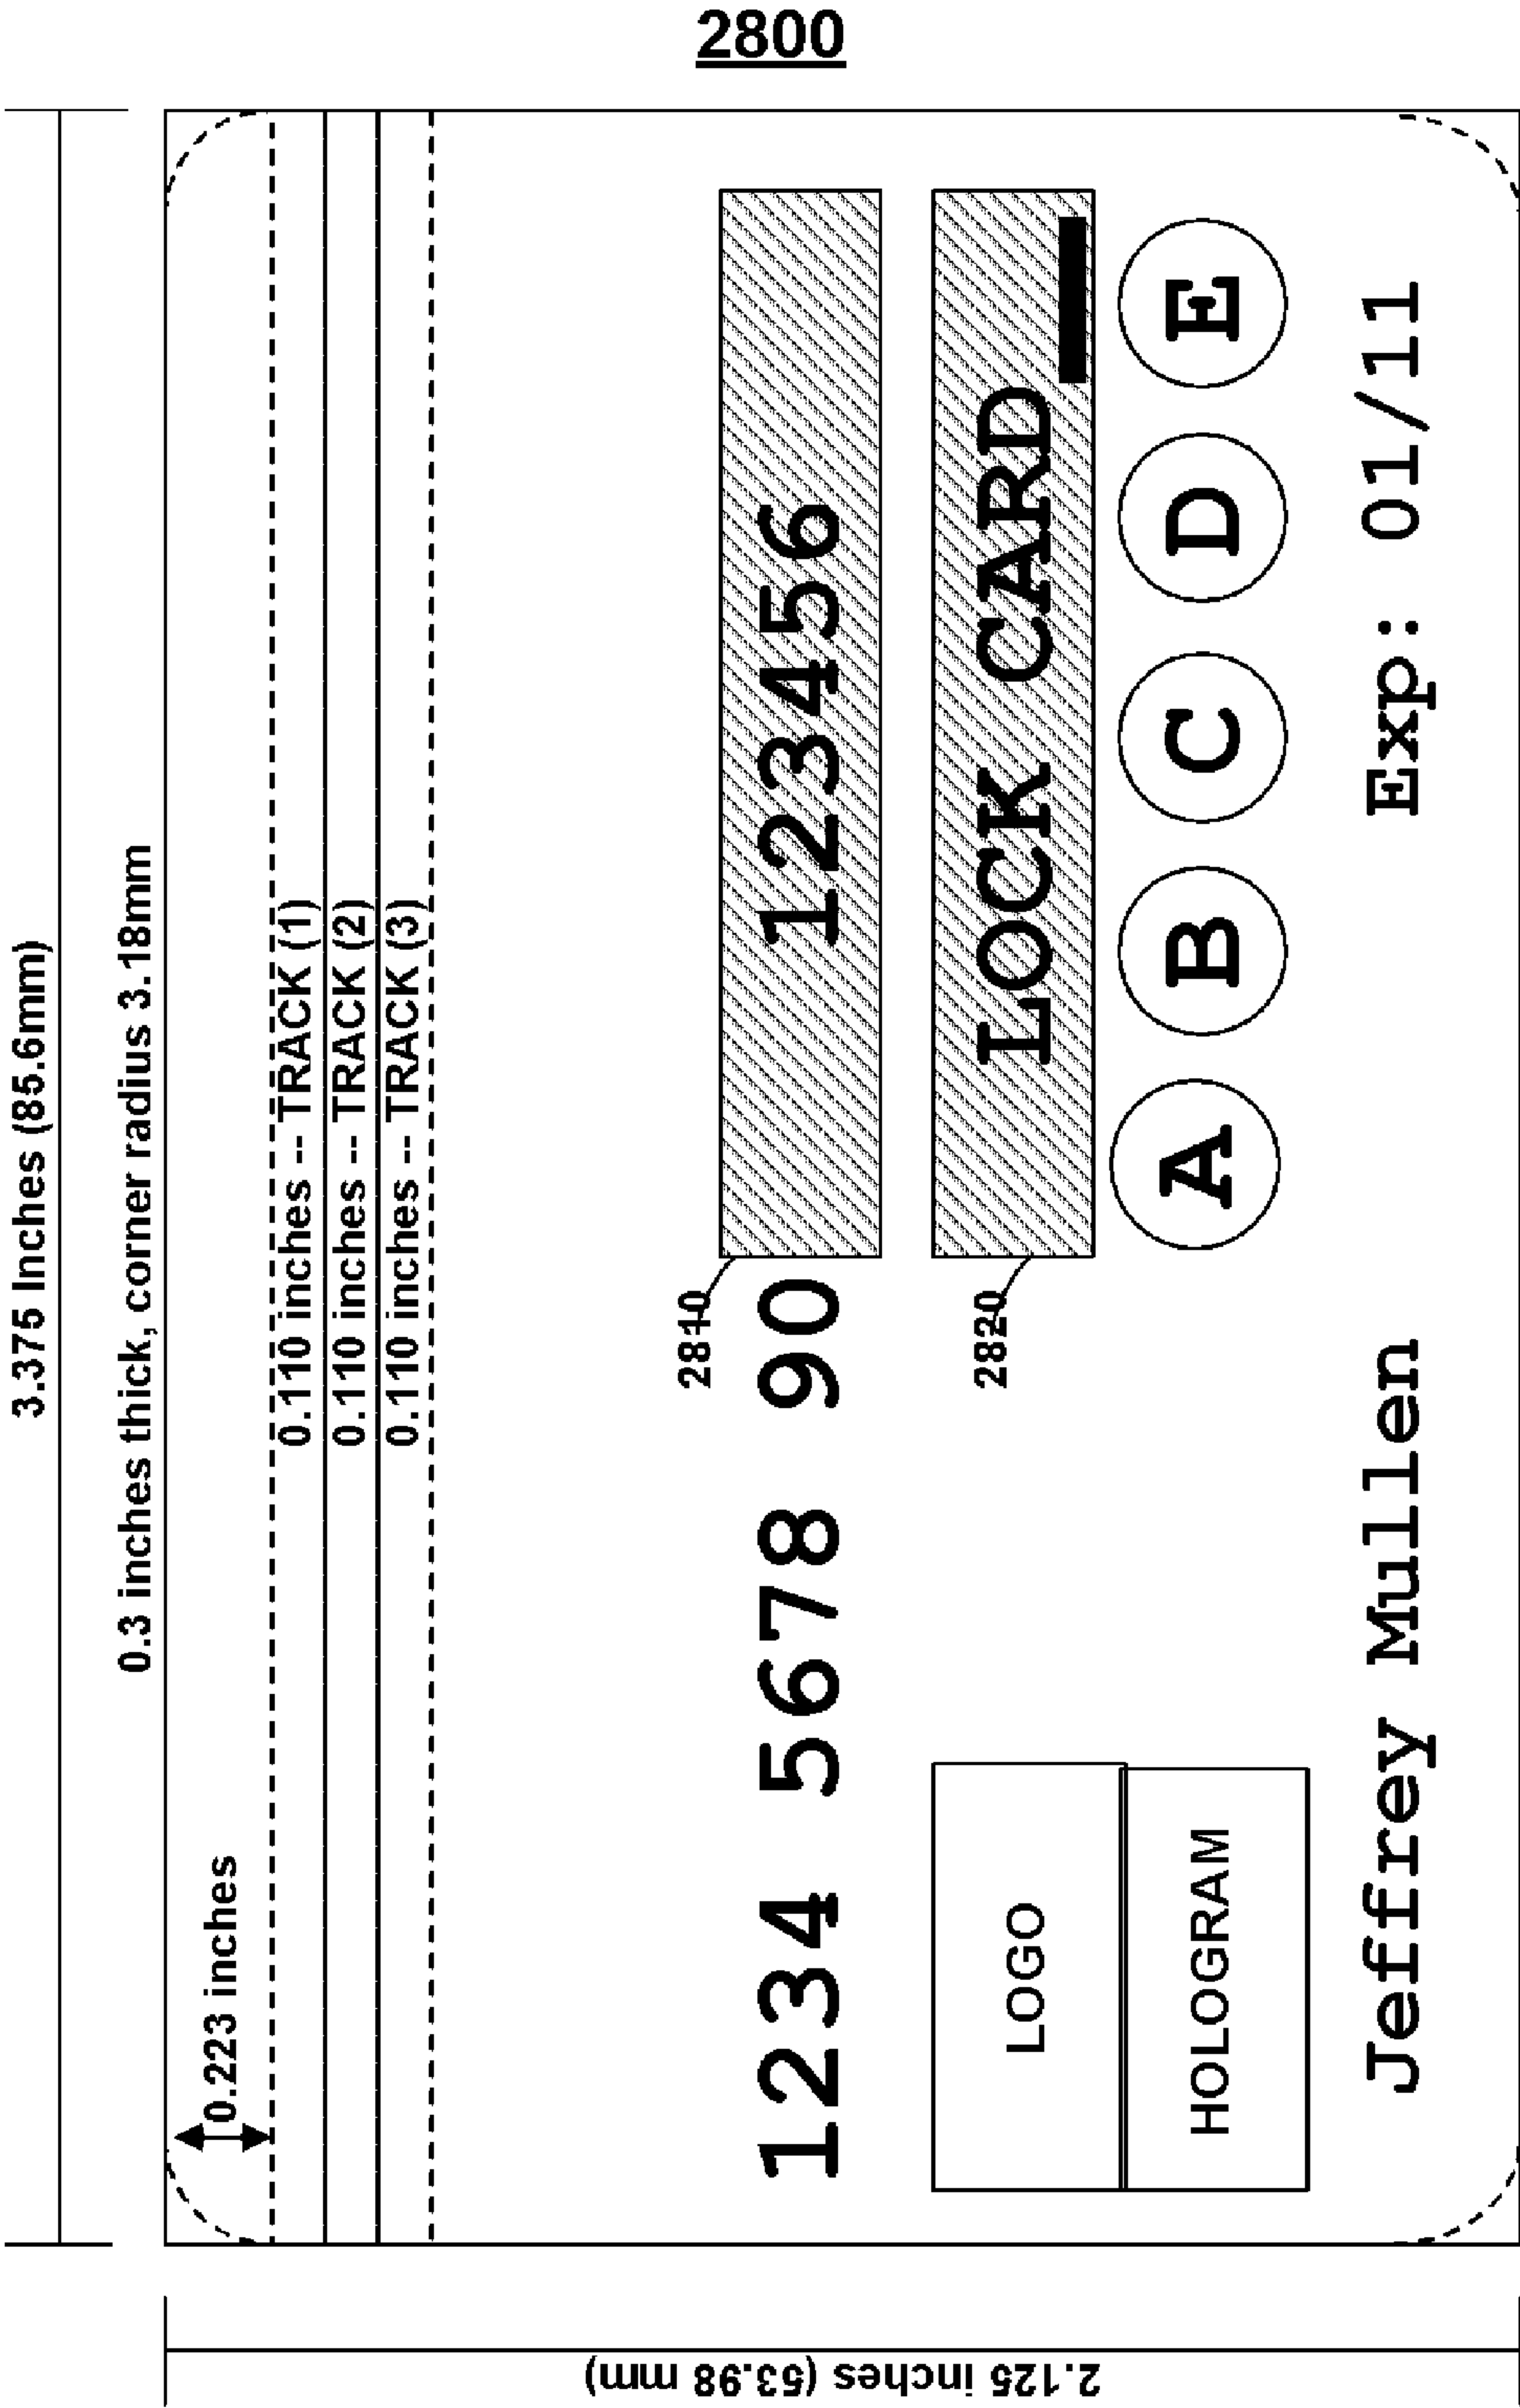 2800
3.375 Inches (85.6mm)
0.3 inches thick, corner radius 3.18mm
0.223 inches
0.110 inches -- TRACK (1)
0.110 inches -- TRACK (2)
0.110 inches -- TRACK (3)
2.125 inches (53.98 mm)
2810
1234 5678 90 123456
2820
LOGO
LOCK CARD
HOLOGRAM
A B C D E
Jeffrey Mullen Exp: 01/11